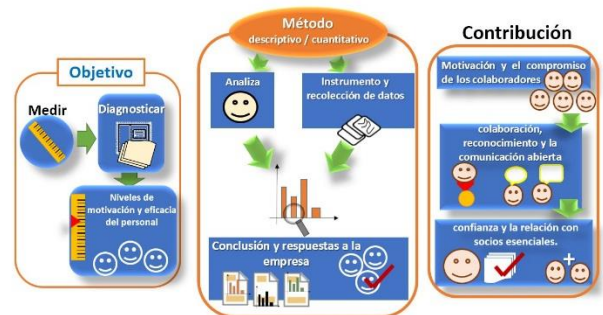 Objetivo
Medir
Diagnosticar
Niveles de
motivación y eficacia
del personal
Método
descriptivo / cuantitativo
Analiza
Instrumento y
recolección de datos
Conclusión y respuestas a la
empresa
Contribución
Motivación y el compromiso
de los colaboradores
colaboración,
reconocimiento y la
comunicación abierta
confianza y la relación con
socios esenciales.